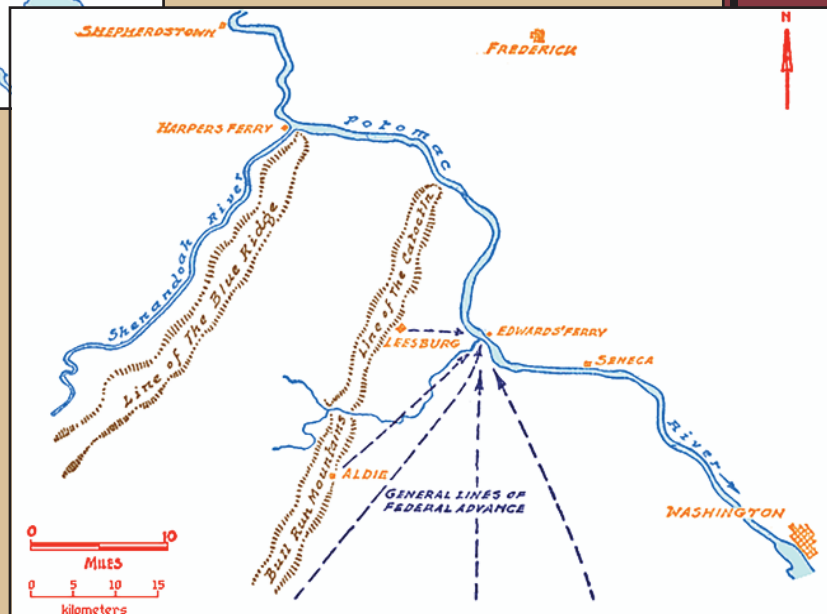 SHEPHERDSTOWN
FREDERICK
N
HARPERS FERRY
Potomac
Shenandoah River
Line of The Blue Ridge
Line of The Catoctin
LEESBURG
EDWARDS' FERRY
SENECA
River
Bull Run Mountains
ALDIE
GENERAL LINES OF
FEDERAL ADVANCE
WASHINGTON
0 10
MILES
0 5 10 15
kilometers